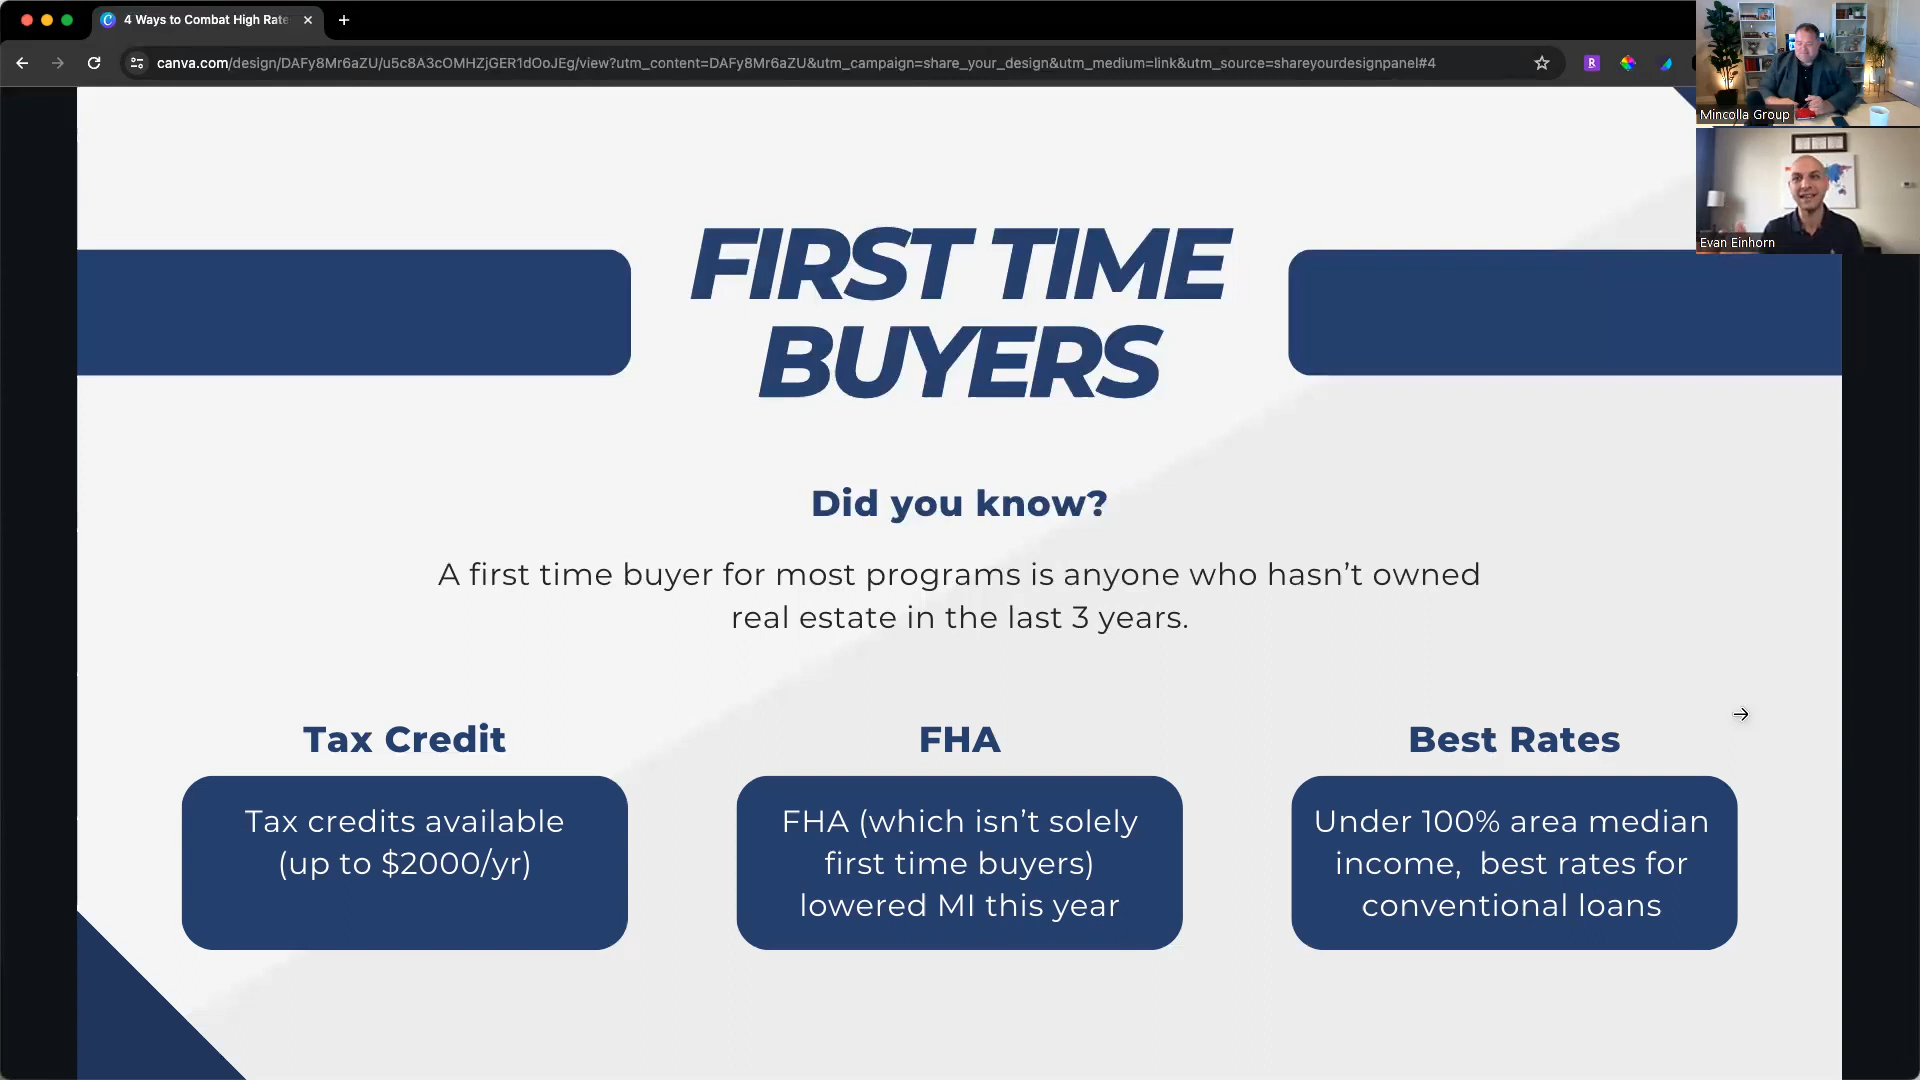 4 Ways to Combat High Rate
canva.com/design/DAFy8Mr6aZU/u5c8A3cOMHZjGER1dOoJEg/view?utm_content=DAFy8Mr6aZU&utm_campaign=share_your_design&utm_medium=link&utm_source=shareyourdesignpanel#4
Mincolla Group
Evan Einhorn
FIRST TIME
BUYERS
Did you know?
A first time buyer for most programs is anyone who hasn't owned
real estate in the last 3 years.
Tax Credit
Tax credits available
(up to $2000/yr)
FHA
FHA (which isn't solely
first time buyers)
lowered MI this year
Best Rates
Under 100% area median
income, best rates for
conventional loans